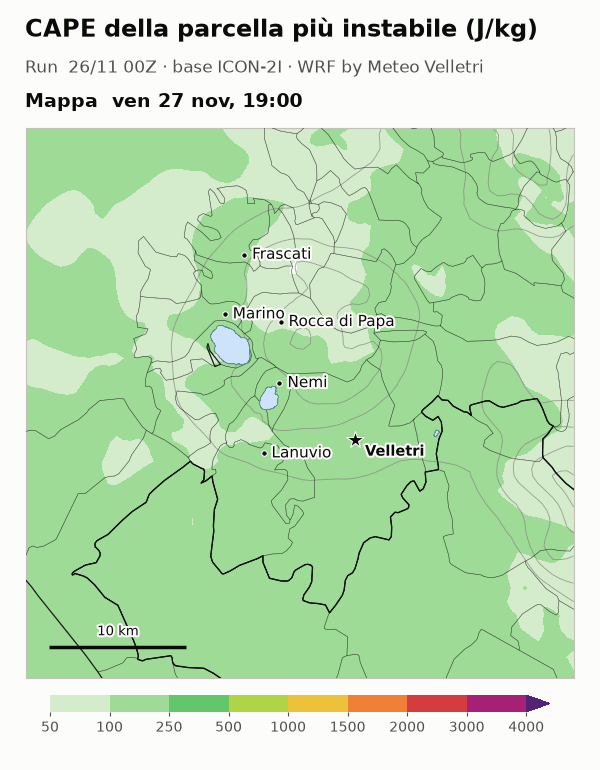 CAPE della parcella più instabile (J/kg)
Run  26/11 00Z · base ICON-2I · WRF by Meteo Velletri
Mappa  ven 27 nov, 19:00
Frascati
Marino
Rocca di Papa
Nemi
Velletri
Lanuvio
10 km
50 100 250 500 1000 1500 2000 3000 4000